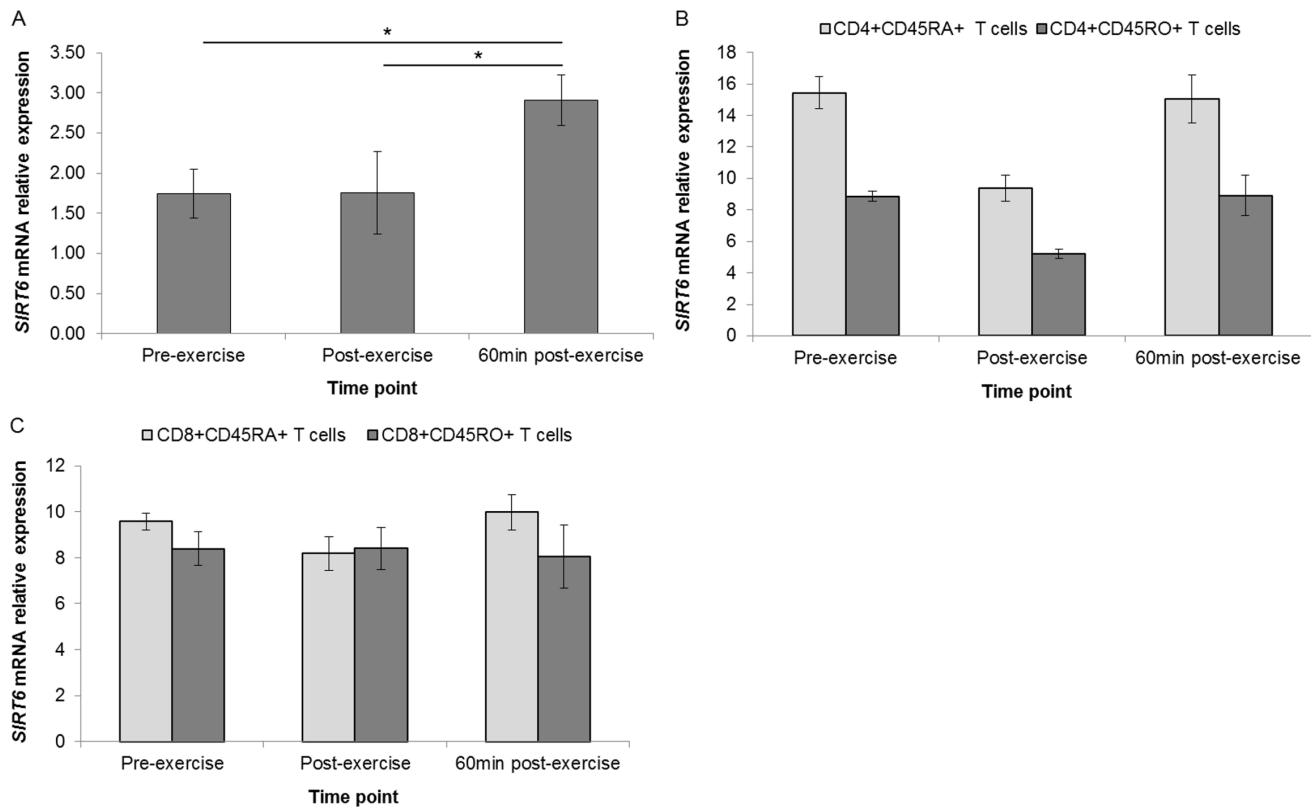 A
SIRT6 mRNA relative expression
3.50
3.00
2.50
2.00
1.50
1.00
0.50
0.00
*
*
Pre-exercise
Post-exercise
60min post-exercise
Time point
B
CD4+CD45RA+ T cells
CD4+CD45RO+ T cells
SIRT6 mRNA relative expression
18
16
14
12
10
8
6
4
2
0
Pre-exercise
Post-exercise
60min post-exercise
Time point
C
CD8+CD45RA+ T cells
CD8+CD45RO+ T cells
SIRT6 mRNA relative expression
12
10
8
6
4
2
0
Pre-exercise
Post-exercise
60min post-exercise
Time point